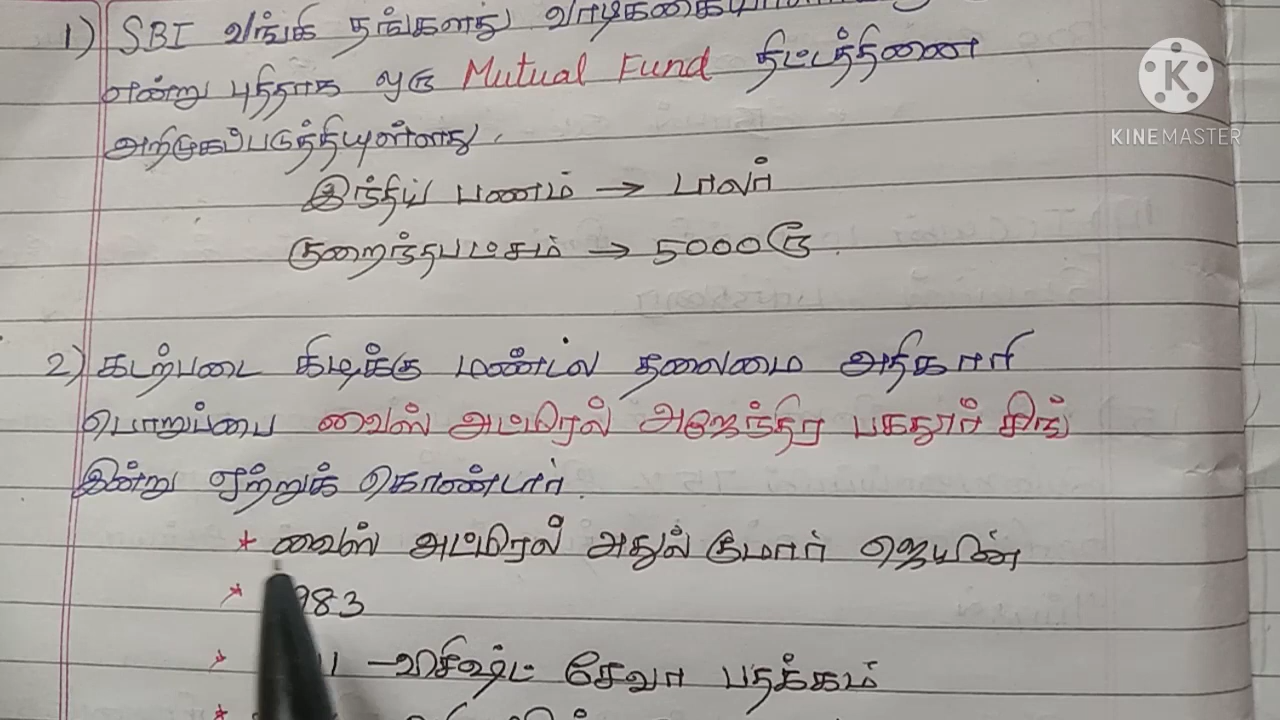 1) SBI வங்கி தங்களது
என்று புதிதாக ஒரு Mutual Fund திட்டத்தினை
அறிமுகப்படுத்தியுள்ளது.
இந்திய பணம் → டாலர்
குறைந்தபட்சம் → 5000ரூ.
2) கடற்படை கிழக்கு மண்டல தலைமை அதிகாரி
பொறுப்பை வைஸ் அட்மிரல் அஜேந்திர பகதூர் சிங்
இன்று ஏற்றுக் கொண்டார்.
* வைஸ் அட்மிரல் அதுல் குமார் ஜெயின்
* 983
* விசிஷ்ட் சேவா பதக்கம்
K
KINEMASTER